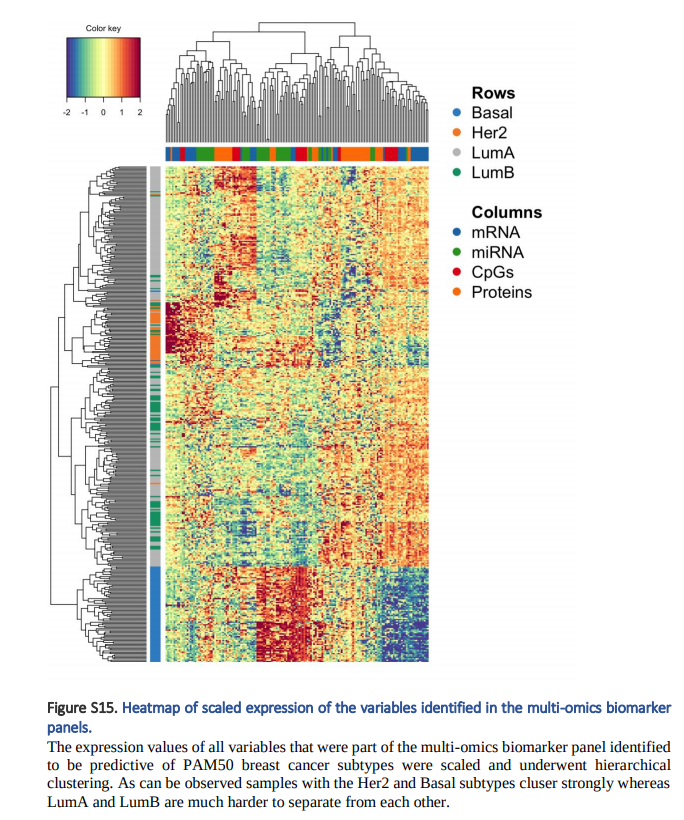 Color key
-2 -1 0 1 2
Rows
Basal
Her2
LumA
LumB
Columns
mRNA
miRNA
CpGs
Proteins
Figure S15. Heatmap of scaled expression of the variables identified in the multi-omics biomarker
panels.
The expression values of all variables that were part of the multi-omics biomarker panel identified
to be predictive of PAM50 breast cancer subtypes were scaled and underwent hierarchical
clustering. As can be observed samples with the Her2 and Basal subtypes cluser strongly whereas
LumA and LumB are much harder to separate from each other.